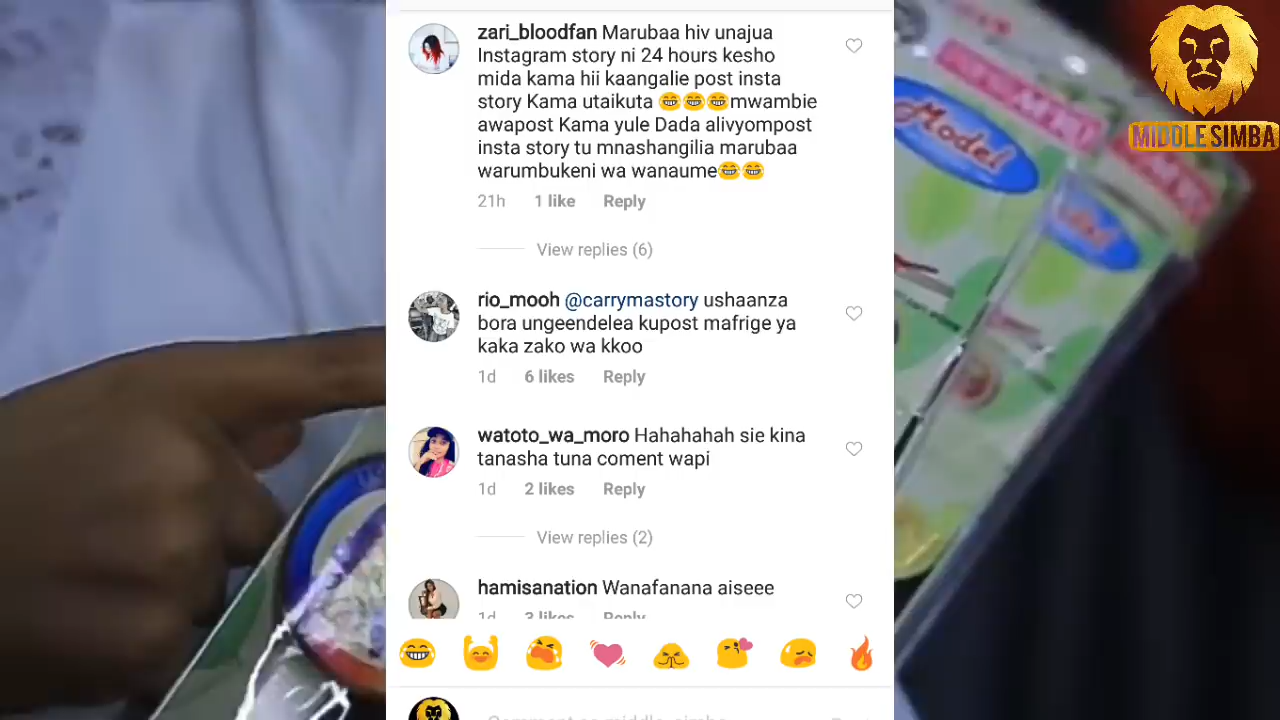 zari_bloodfan Marubaa hiv unajua
Instagram story ni 24 hours kesho
mida kama hii kaangalie post insta
story Kama utaikuta 😂😂😂mwambie
awapost Kama yule Dada alivyompost
insta story tu mnashangilia marubaa
warumbukeni wa wanaume😂😂
21h 1 like Reply
View replies (6)
rio_mooh @carrymastory ushaanza
bora ungeendelea kupost mafrige ya
kaka zako wa kkoo
1d 6 likes Reply
watoto_wa_moro Hahahahah sie kina
tanasha tuna coment wapi
1d 2 likes Reply
View replies (2)
hamisanation Wanafanana aiseee
1d 3 likes Reply
Comment as middle_simba
MIDDLE SIMBA
Model